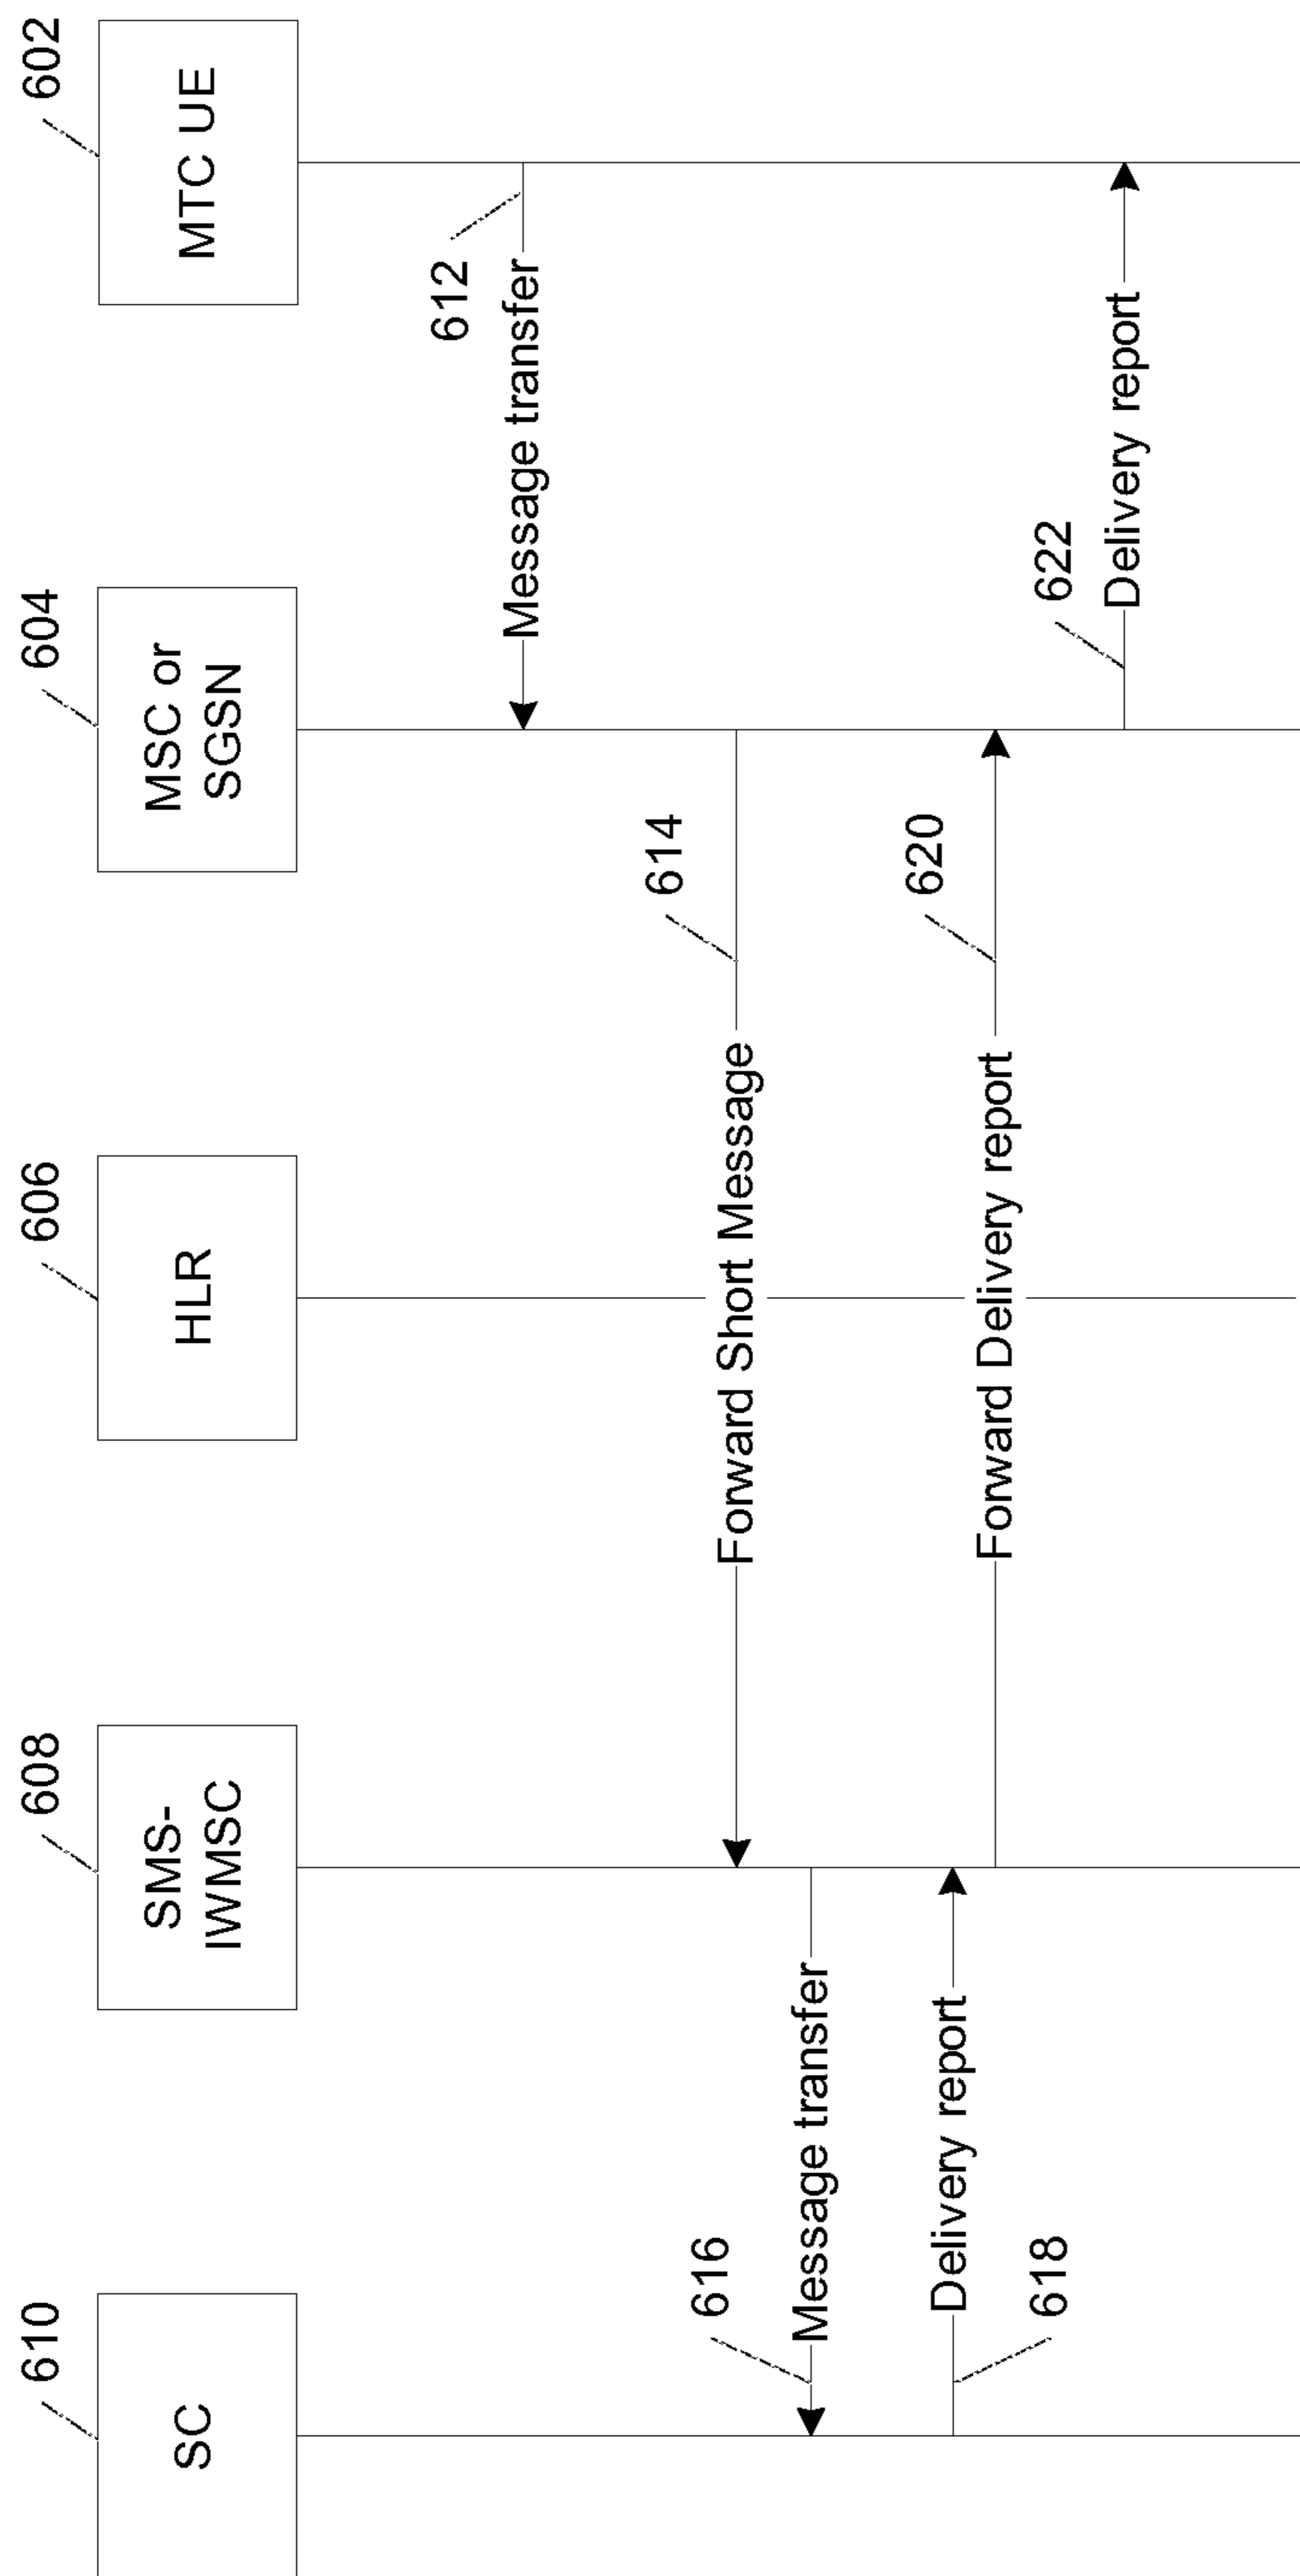 610
SC
608
SMS-
IWMSC
606
HLR
604
MSC or
SGSN
602
MTC UE
612
Message transfer
614
Forward Short Message
616
Message transfer
Delivery report
618
620
Forward Delivery report
622
Delivery report